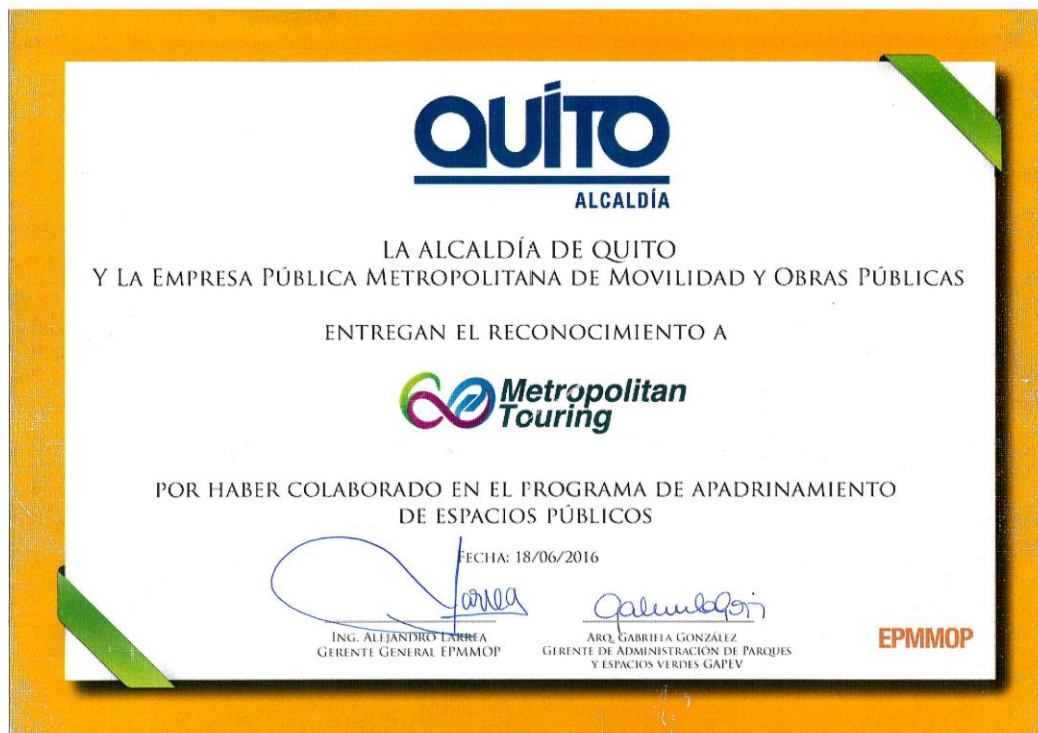 QUÍTO
ALCALDÍA
LA ALCALDÍA DE QUITO
Y LA EMPRESA PÚBLICA METROPOLITANA DE MOVILIDAD Y OBRAS PÚBLICAS
ENTREGAN EL RECONOCIMIENTO A
Metropolitan
Touring
POR HABER COLABORADO EN EL PROGRAMA DE APADRINAMIENTO
DE ESPACIOS PÚBLICOS
FECHA: 18/06/2016
Larrea
ING. ALEJANDRO LARREA
GERENTE GENERAL EPMMOP
ARQ. GABRIELA GONZÁLEZ
GERENTE DE ADMINISTRACIÓN DE PARQUES
Y ESPACIOS VERDES GAPEV
EPMMOP